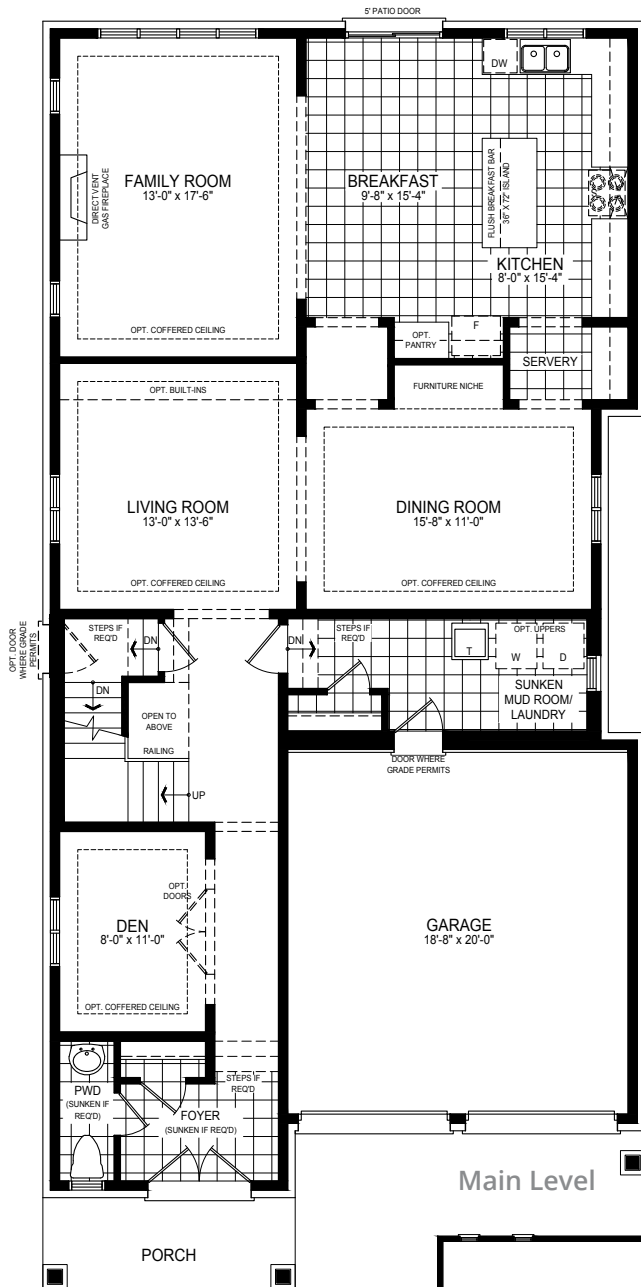 5' PATIO DOOR
DW
FAMILY ROOM
13'-0" x 17'-6"
DIRECT VENT
GAS FIREPLACE
BREAKFAST
9'-8" x 15'-4"
FLUSH BREAKFAST BAR
36" X 72" ISLAND
KITCHEN
8'-0" x 15'-4"
OPT. COFFERED CEILING
OPT.
PANTRY
F
SERVERY
OPT. BUILT-INS
FURNITURE NICHE
LIVING ROOM
13'-0" x 13'-6"
DINING ROOM
15'-8" x 11'-0"
OPT. COFFERED CEILING
OPT. COFFERED CEILING
OPT. DOOR
WHERE GRADE
PERMITS
STEPS IF
REQ'D
DN
DN
STEPS IF
REQ'D
T
OPT. UPPERS
W
D
DN
SUNKEN
MUD ROOM/
LAUNDRY
OPEN TO
ABOVE
RAILING
UP
DOOR WHERE
GRADE PERMITS
OPT.
DOORS
DEN
8'-0" x 11'-0"
GARAGE
18'-8" x 20'-0"
OPT. COFFERED CEILING
PWD
(SUNKEN IF
REQ'D)
STEPS IF
REQ'D
FOYER
(SUNKEN IF REQ'D)
Main Level
PORCH